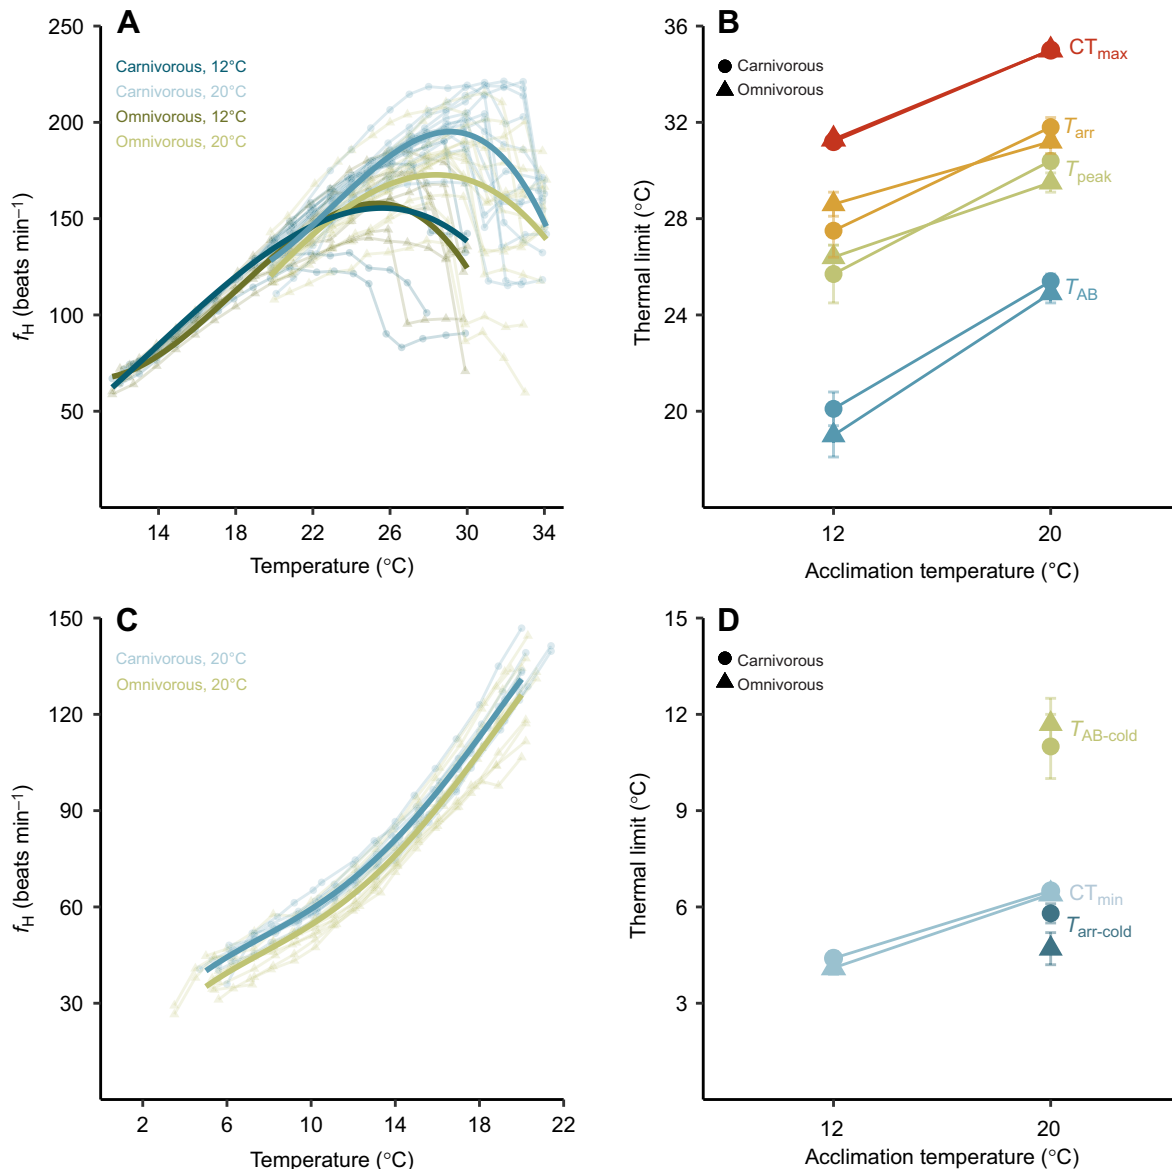 A
250
200
150
100
50
Carnivorous, 12°C
Carnivorous, 20°C
Omnivorous, 12°C
Omnivorous, 20°C
fH (beats min–1)
14 18 22 26 30 34
Temperature (°C)
B
36
32
28
24
20
Carnivorous
Omnivorous
CTmax
Tarr
Tpeak
TAB
Thermal limit (°C)
12 20
Acclimation temperature (°C)
C
150
120
90
60
30
Carnivorous, 20°C
Omnivorous, 20°C
fH (beats min–1)
2 6 10 14 18 22
Temperature (°C)
D
15
12
9
6
3
Carnivorous
Omnivorous
TAB-cold
CTmin
Tarr-cold
Thermal limit (°C)
12 20
Acclimation temperature (°C)